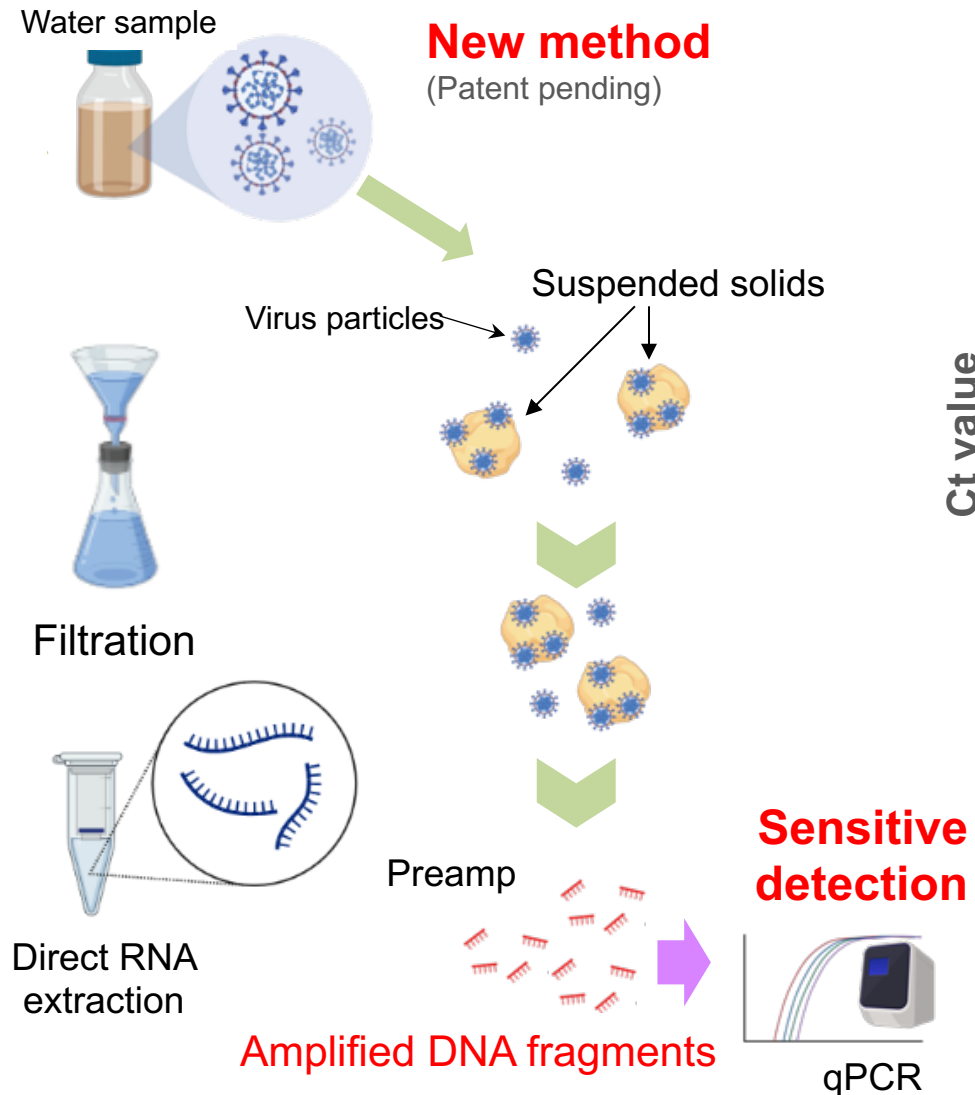 Water sample
New method
(Patent pending)
Suspended solids
Virus particles
Ct value
Filtration
Preamp
Sensitive
detection
Direct RNA
extraction
Amplified DNA fragments
qPCR